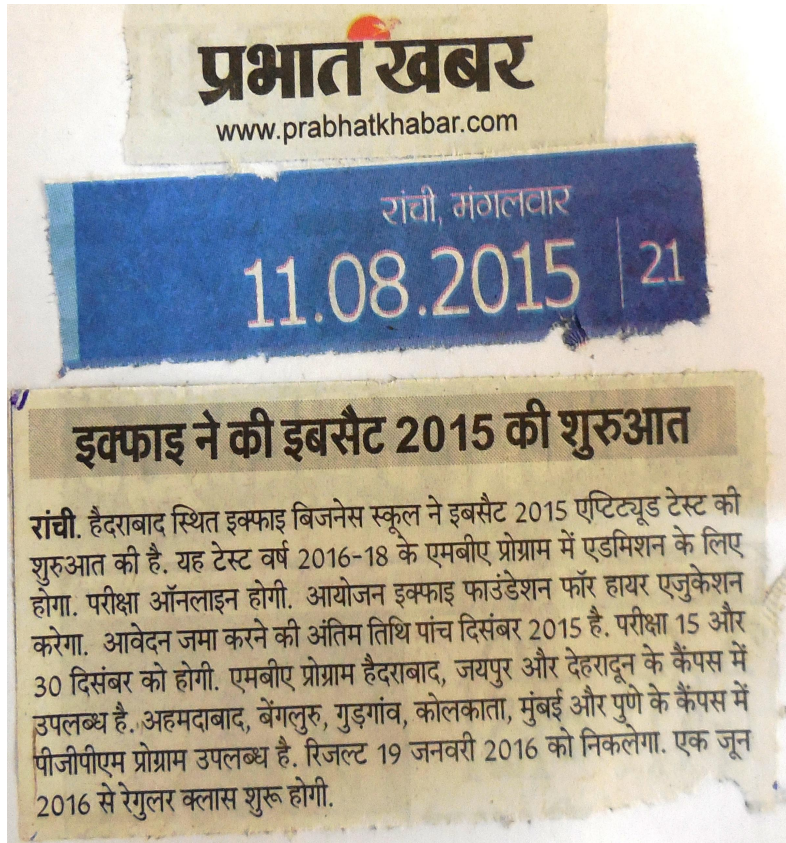 प्रभात खबर
www.prabhatkhabar.com
रांची, मंगलवार
11.08.2015 | 21
इक्फाइ ने की इबसैट 2015 की शुरुआत
रांची. हैदराबाद स्थित इक्फाइ बिजनेस स्कूल ने इबसैट 2015 एप्टिट्यूड टेस्ट की
शुरुआत की है. यह टेस्ट वर्ष 2016-18 के एमबीए प्रोग्राम में एडमिशन के लिए
होगा. परीक्षा ऑनलाइन होगी. आयोजन इक्फाइ फाउंडेशन फॉर हायर एजुकेशन
करेगा. आवेदन जमा करने की अंतिम तिथि पांच दिसंबर 2015 है. परीक्षा 15 और
30 दिसंबर को होगी. एमबीए प्रोग्राम हैदराबाद, जयपुर और देहरादून के कैंपस में
उपलब्ध है. अहमदाबाद, बेंगलुरु, गुड़गांव, कोलकाता, मुंबई और पुणे के कैंपस में
पीजीपीएम प्रोग्राम उपलब्ध है. रिजल्ट 19 जनवरी 2016 को निकलेगा. एक जून
2016 से रेगुलर क्लास शुरू होगी.